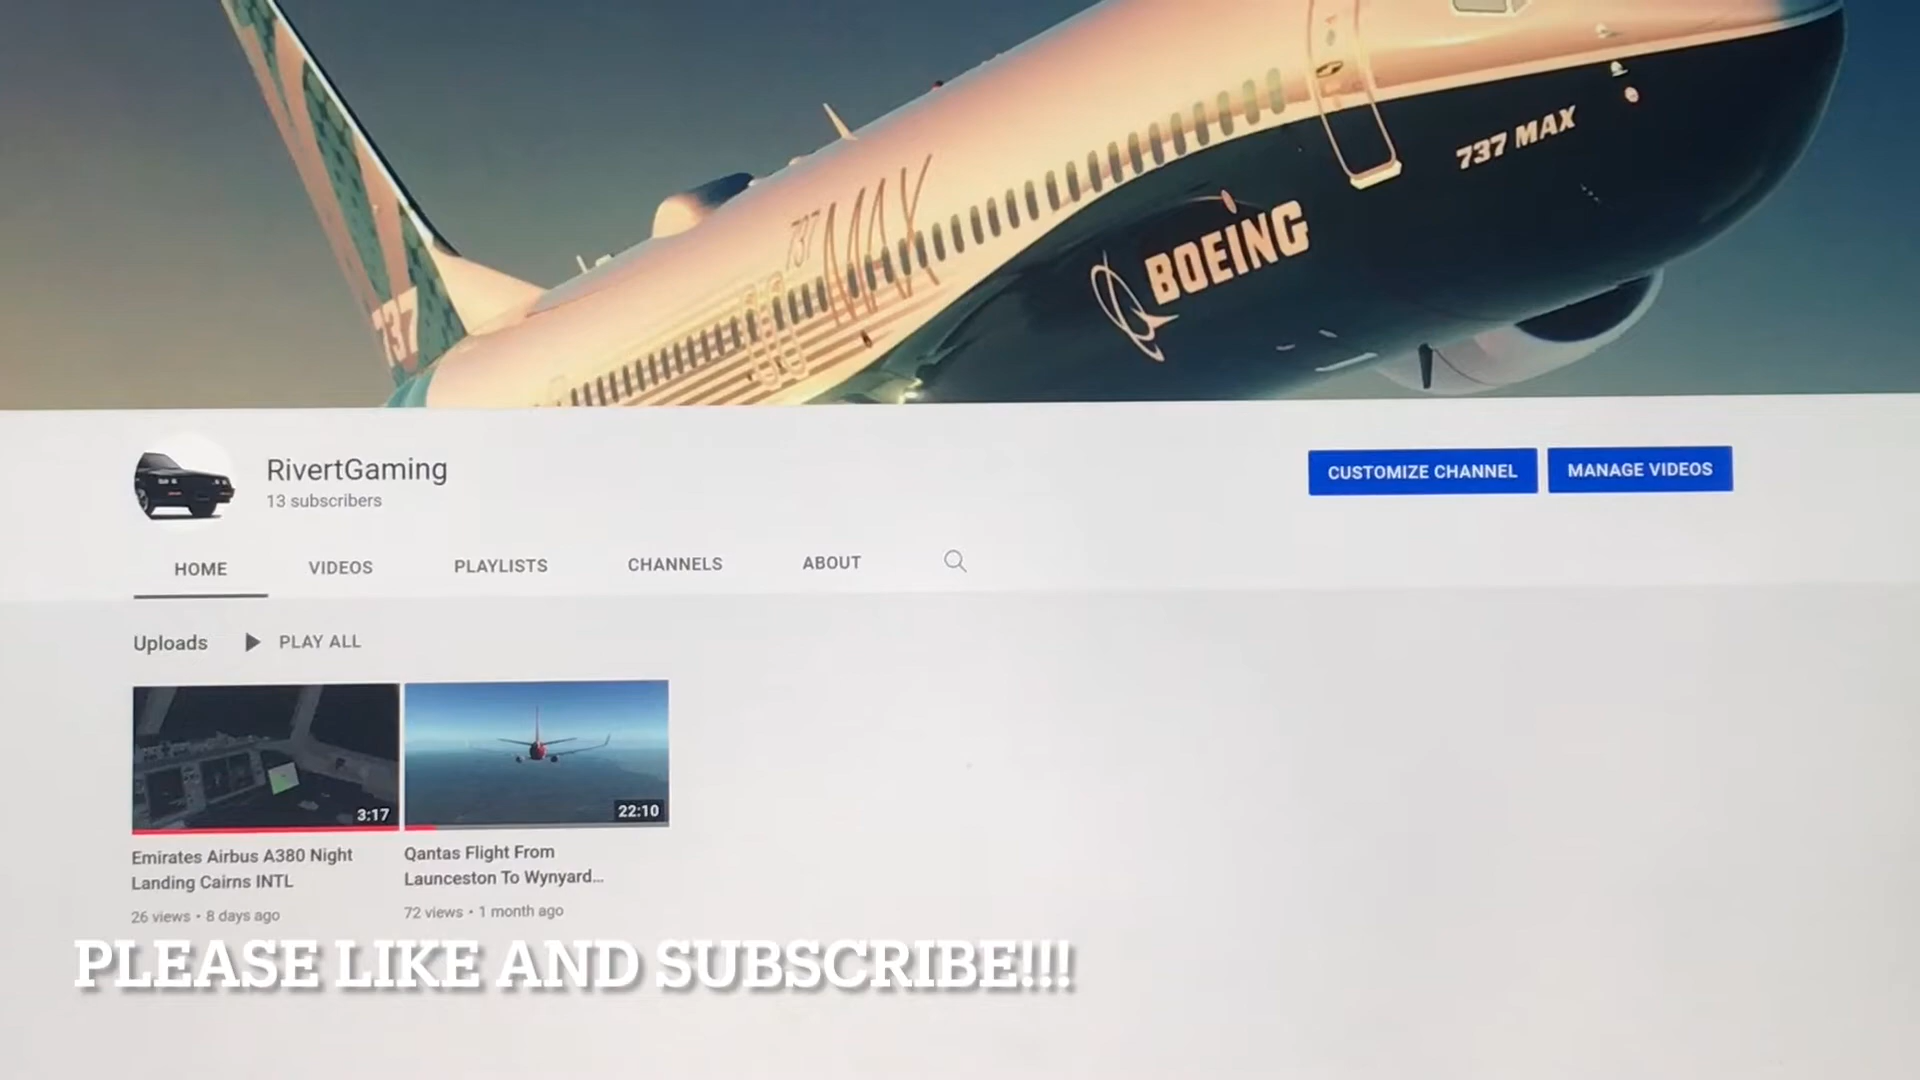 737 MAX
BOEING
737 MAX
737
RivertGaming
13 subscribers
CUSTOMIZE CHANNEL
MANAGE VIDEOS
HOME
VIDEOS
PLAYLISTS
CHANNELS
ABOUT
Uploads
PLAY ALL
3:17
22:10
Emirates Airbus A380 Night
Landing Cairns INTL
26 views • 8 days ago
Qantas Flight From
Launceston To Wynyard...
72 views • 1 month ago
PLEASE LIKE AND SUBSCRIBE!!!